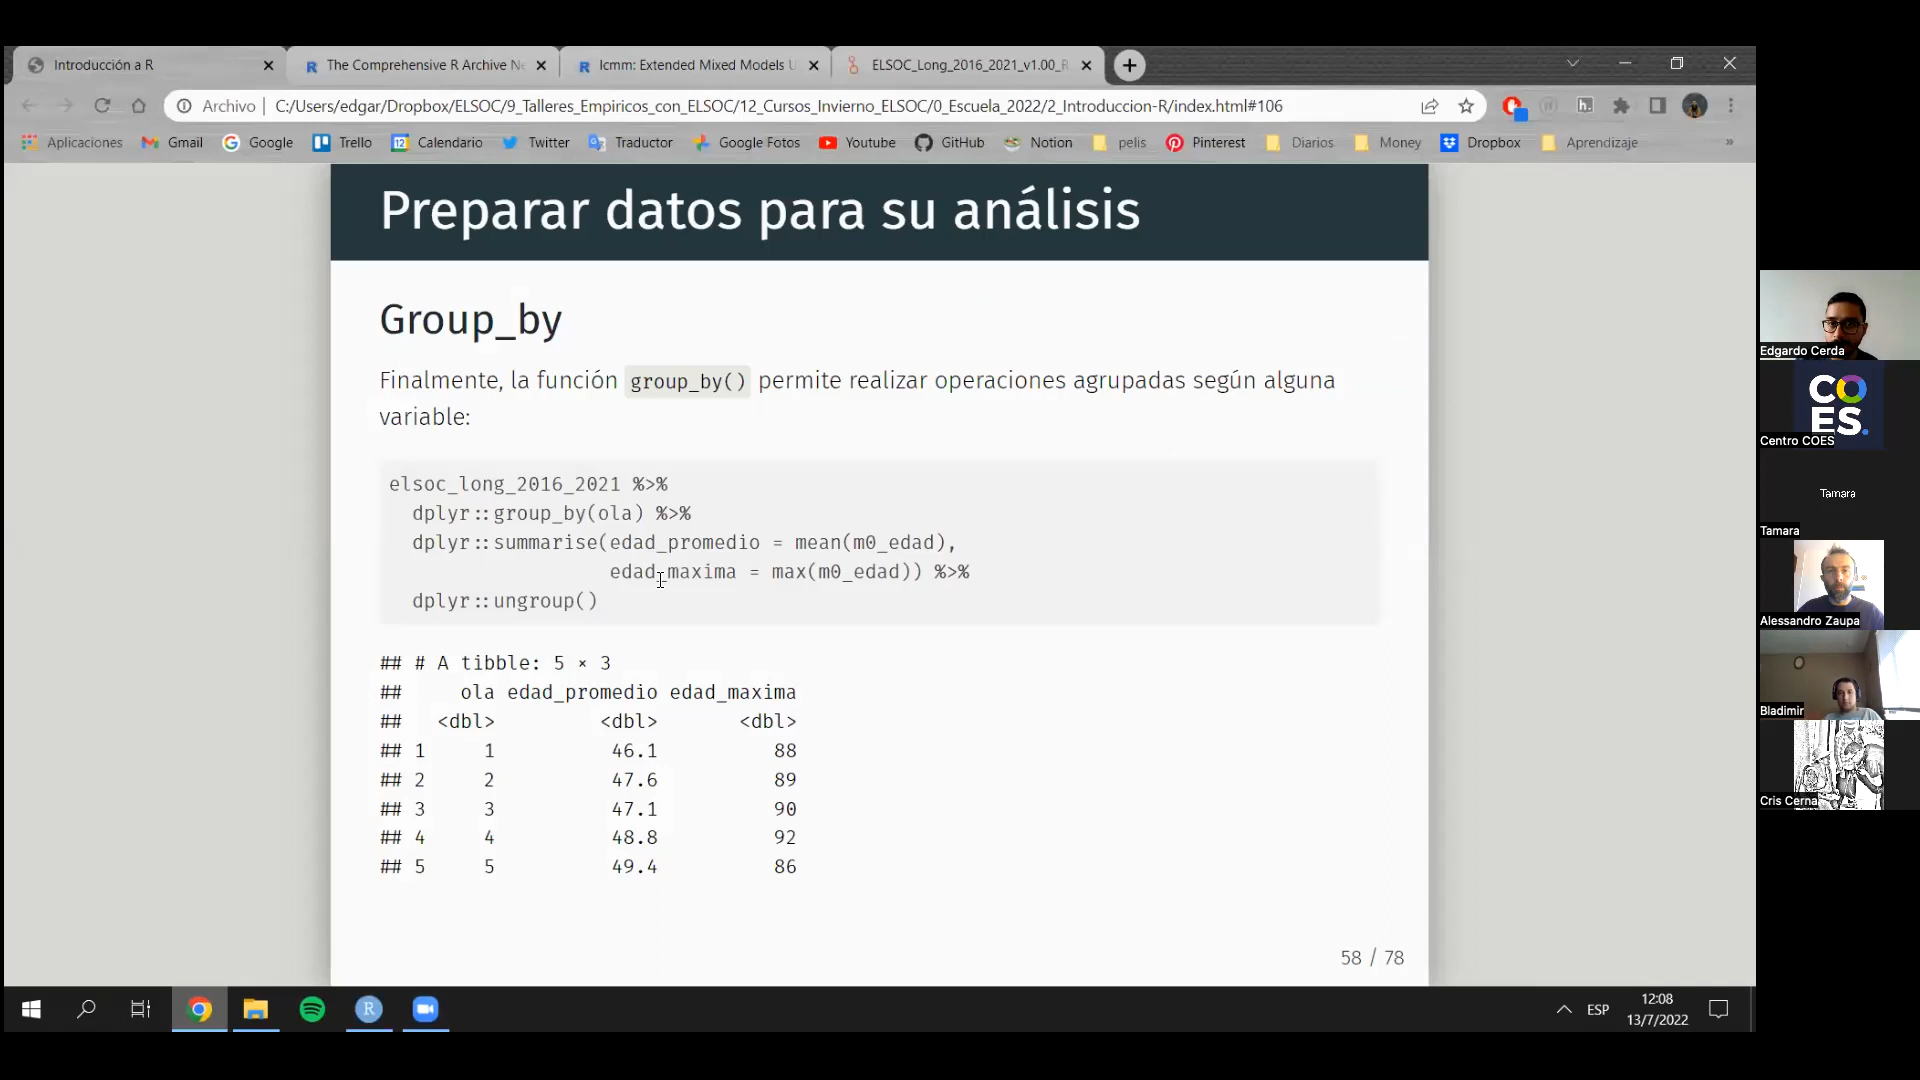 Introducción a R
The Comprehensive R Archive Ne
lcmm: Extended Mixed Models U
ELSOC_Long_2016_2021_v1.00_R
Archivo | C:/Users/edgar/Dropbox/ELSOC/9_Talleres_Empiricos_con_ELSOC/12_Cursos_Invierno_ELSOC/0_Escuela_2022/2_Introduccion-R/index.html#106
Aplicaciones Gmail Google Trello Calendario Twitter Traductor Google Fotos Youtube GitHub Notion pelis Pinterest Diarios Money Dropbox Aprendizaje »
Preparar datos para su análisis
Group_by
Finalmente, la función group_by() permite realizar operaciones agrupadas según alguna
variable:
elsoc_long_2016_2021 %>%
dplyr::group_by(ola) %>%
dplyr::summarise(edad_promedio = mean(m0_edad),
edad_maxima = max(m0_edad)) %>%
dplyr::ungroup()
## # A tibble: 5 × 3
## ola edad_promedio edad_maxima
## <dbl> <dbl> <dbl>
## 1 1 46.1 88
## 2 2 47.6 89
## 3 3 47.1 90
## 4 4 48.8 92
## 5 5 49.4 86
58 / 78
Edgardo Cerda
CO
ES.
Centro COES
Tamara
Tamara
Alessandro Zaupa
Bladimir
Cris Cerna
ESP
12:08
13/7/2022